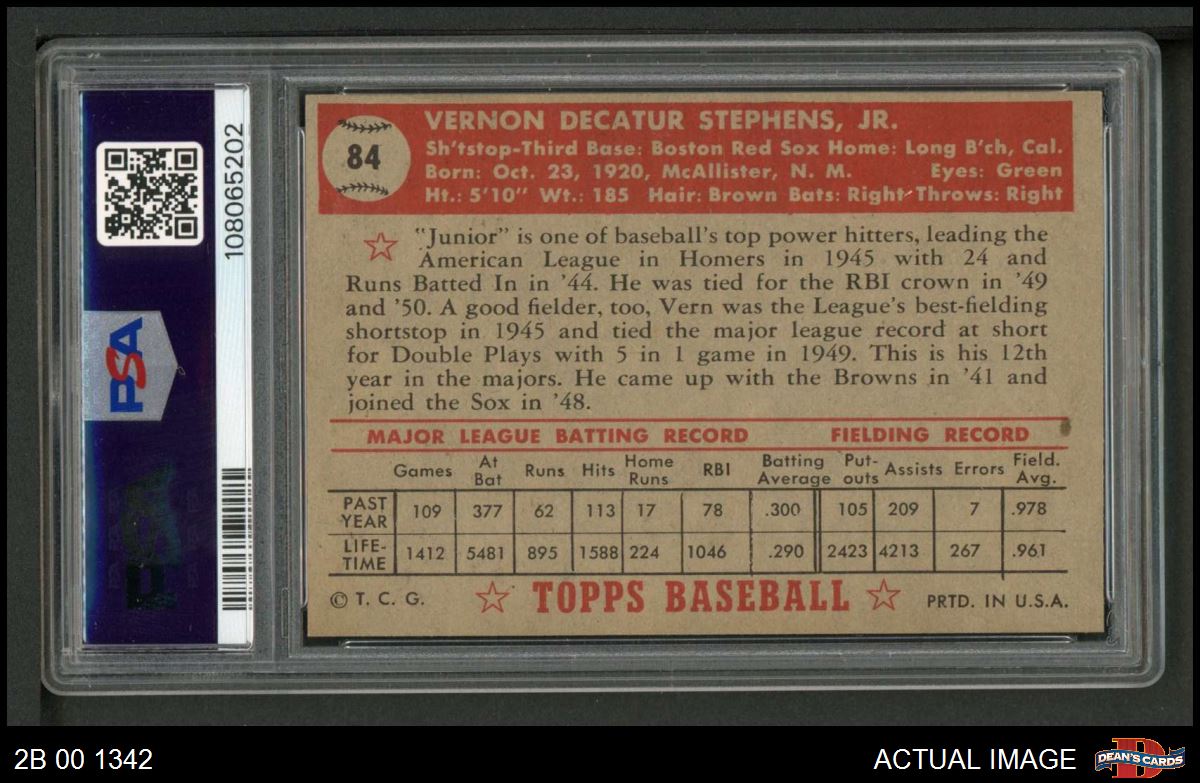 108065202
PSA
84
VERNON DECATUR STEPHENS, JR.
Sh'tstop-Third Base: Boston Red Sox Home: Long B'ch, Cal.
Born: Oct. 23, 1920, McAllister, N. M. Eyes: Green
Ht.: 5'10" Wt.: 185 Hair: Brown Bats: Right Throws: Right
"Junior" is one of baseball's top power hitters, leading the
American League in Homers in 1945 with 24 and
Runs Batted In in '44. He was tied for the RBI crown in '49
and '50. A good fielder, too, Vern was the League's best-fielding
shortstop in 1945 and tied the major league record at short
for Double Plays with 5 in 1 game in 1949. This is his 12th
year in the majors. He came up with the Browns in '41 and
joined the Sox in '48.
MAJOR LEAGUE BATTING RECORD FIELDING RECORD
Games At Bat Runs Hits Home Runs RBI Batting Average Put-outs Assists Errors Field. Avg.
PAST YEAR 109 377 62 113 17 78 .300 105 209 7 .978
LIFE-TIME 1412 5481 895 1588 224 1046 .290 2423 4213 267 .961
© T. C. G. TOPPS BASEBALL PRTD. IN U.S.A.
2B 00 1342 ACTUAL IMAGE DEAN'S CARDS